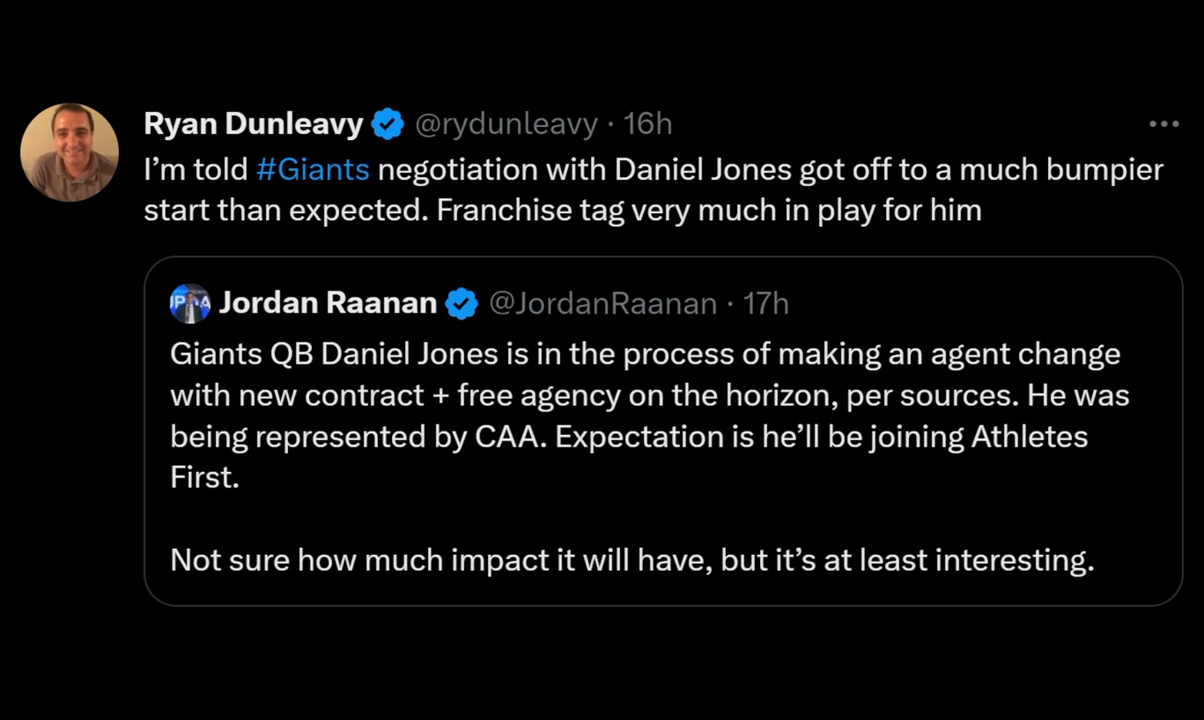 Ryan Dunleavy @rydunleavy · 16h
I’m told #Giants negotiation with Daniel Jones got off to a much bumpier
start than expected. Franchise tag very much in play for him
Jordan Raanan @JordanRaanan · 17h
Giants QB Daniel Jones is in the process of making an agent change
with new contract + free agency on the horizon, per sources. He was
being represented by CAA. Expectation is he’ll be joining Athletes
First.
Not sure how much impact it will have, but it’s at least interesting.